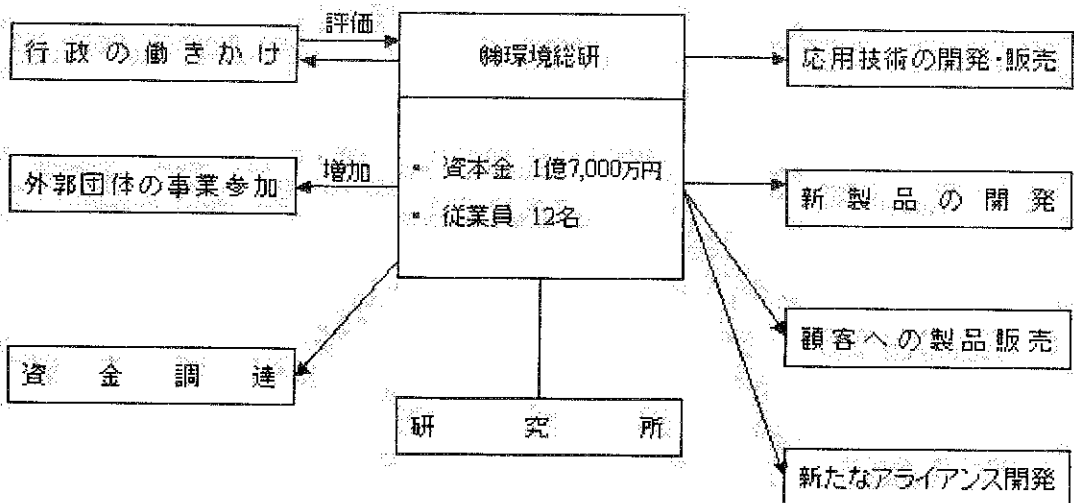 評価
行政の働きかけ
㈱環境総研
応用技術の開発・販売
外郭団体の事業参加
増加
・ 資本金 1億7,000万円
・ 従業員 12名
新製品の開発
顧客への製品販売
資金調達
研究所
新たなアライアンス開発